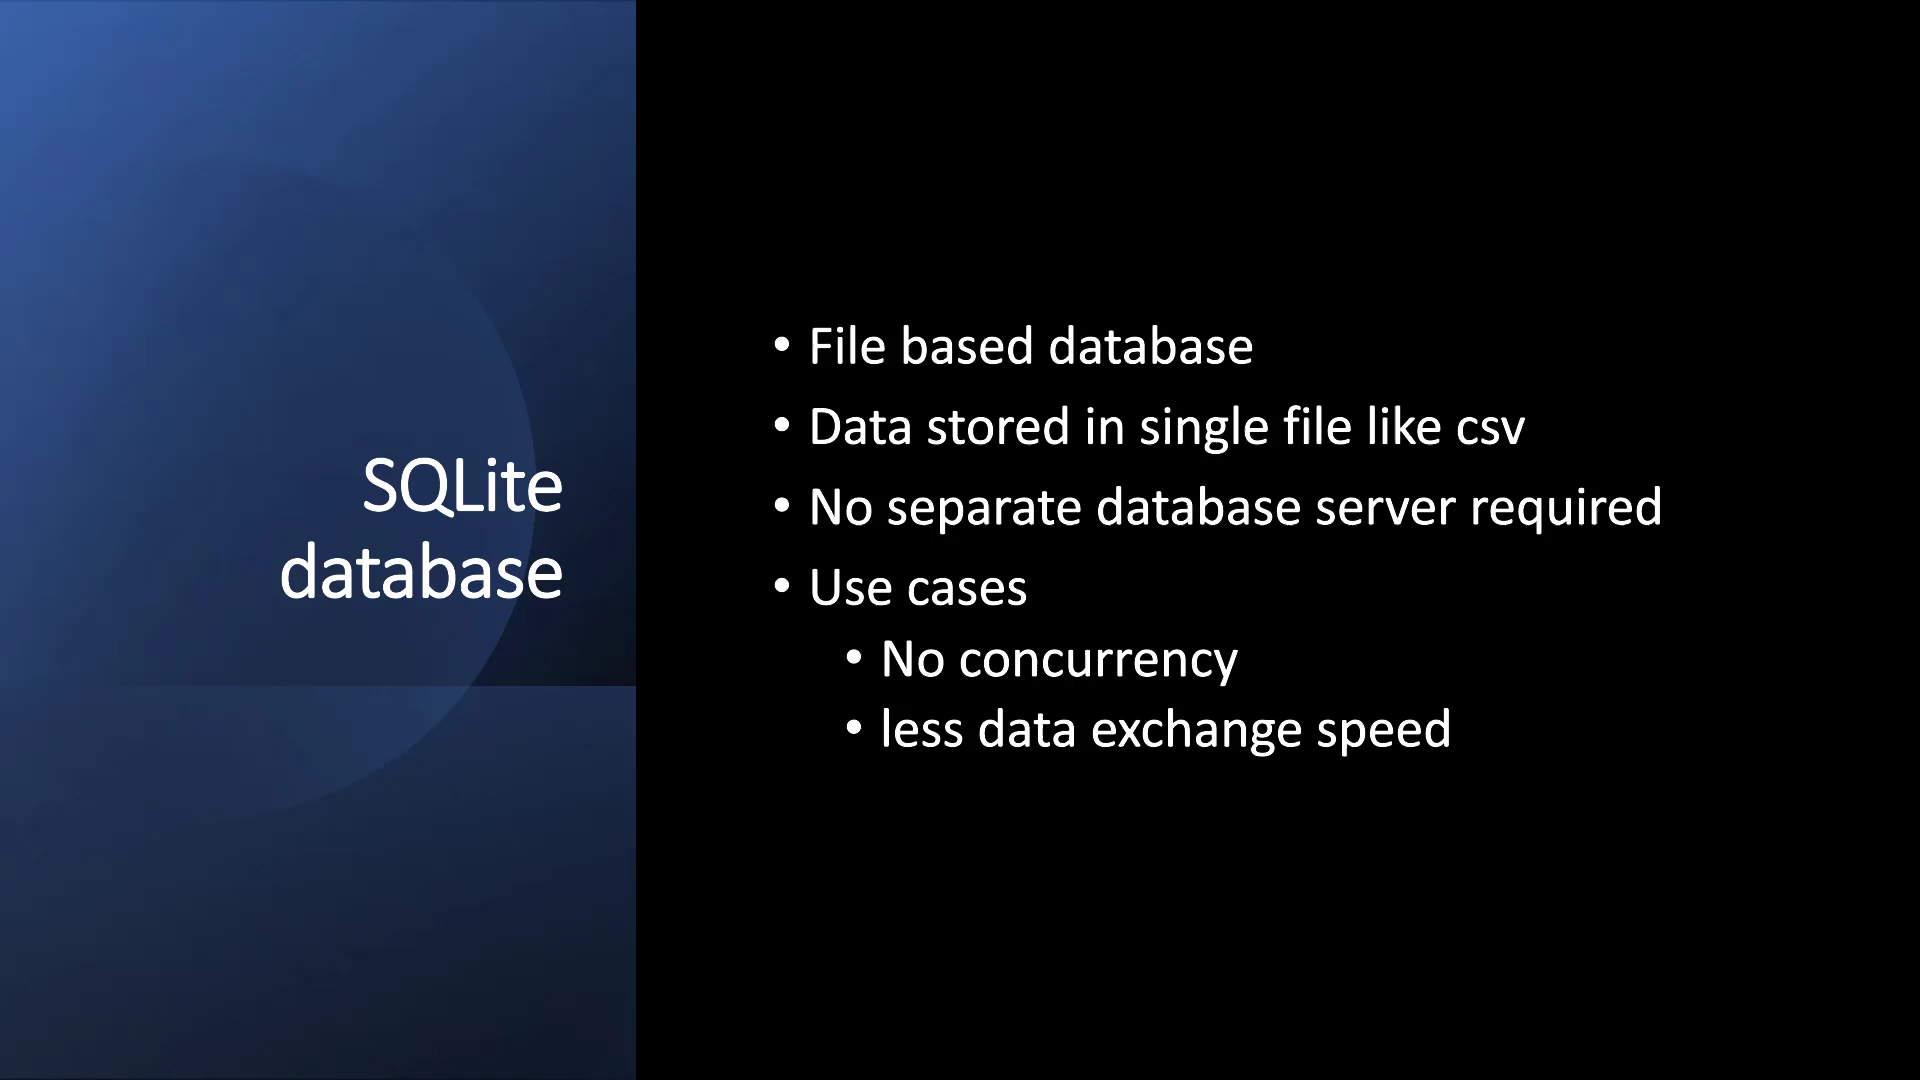 SQLite
database
• File based database
• Data stored in single file like csv
• No separate database server required
• Use cases
• No concurrency
• less data exchange speed